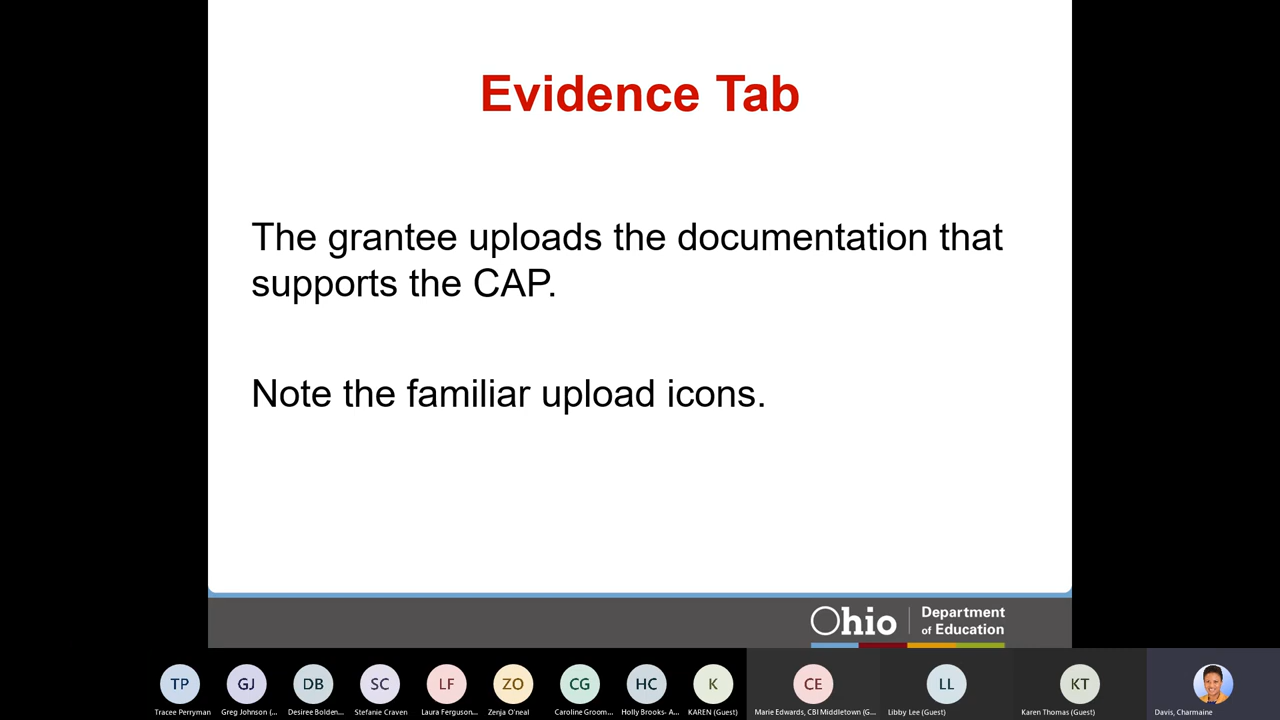 Evidence Tab
The grantee uploads the documentation that
supports the CAP.
Note the familiar upload icons.
Ohio
Department
of Education
TP
GJ
DB
SC
LF
ZO
CG
HC
K
CE
LL
KT
Tracee Perryman
Greg Johnson (...
Desiree Bolden...
Stefanie Craven
Laura Ferguson...
Zenja O'neal
Caroline Groom...
Holly Brooks- A...
KAREN (Guest)
Marie Edwards, CBI Middletown (G...
Libby Lee (Guest)
Karen Thomas (Guest)
Davis, Charmaine